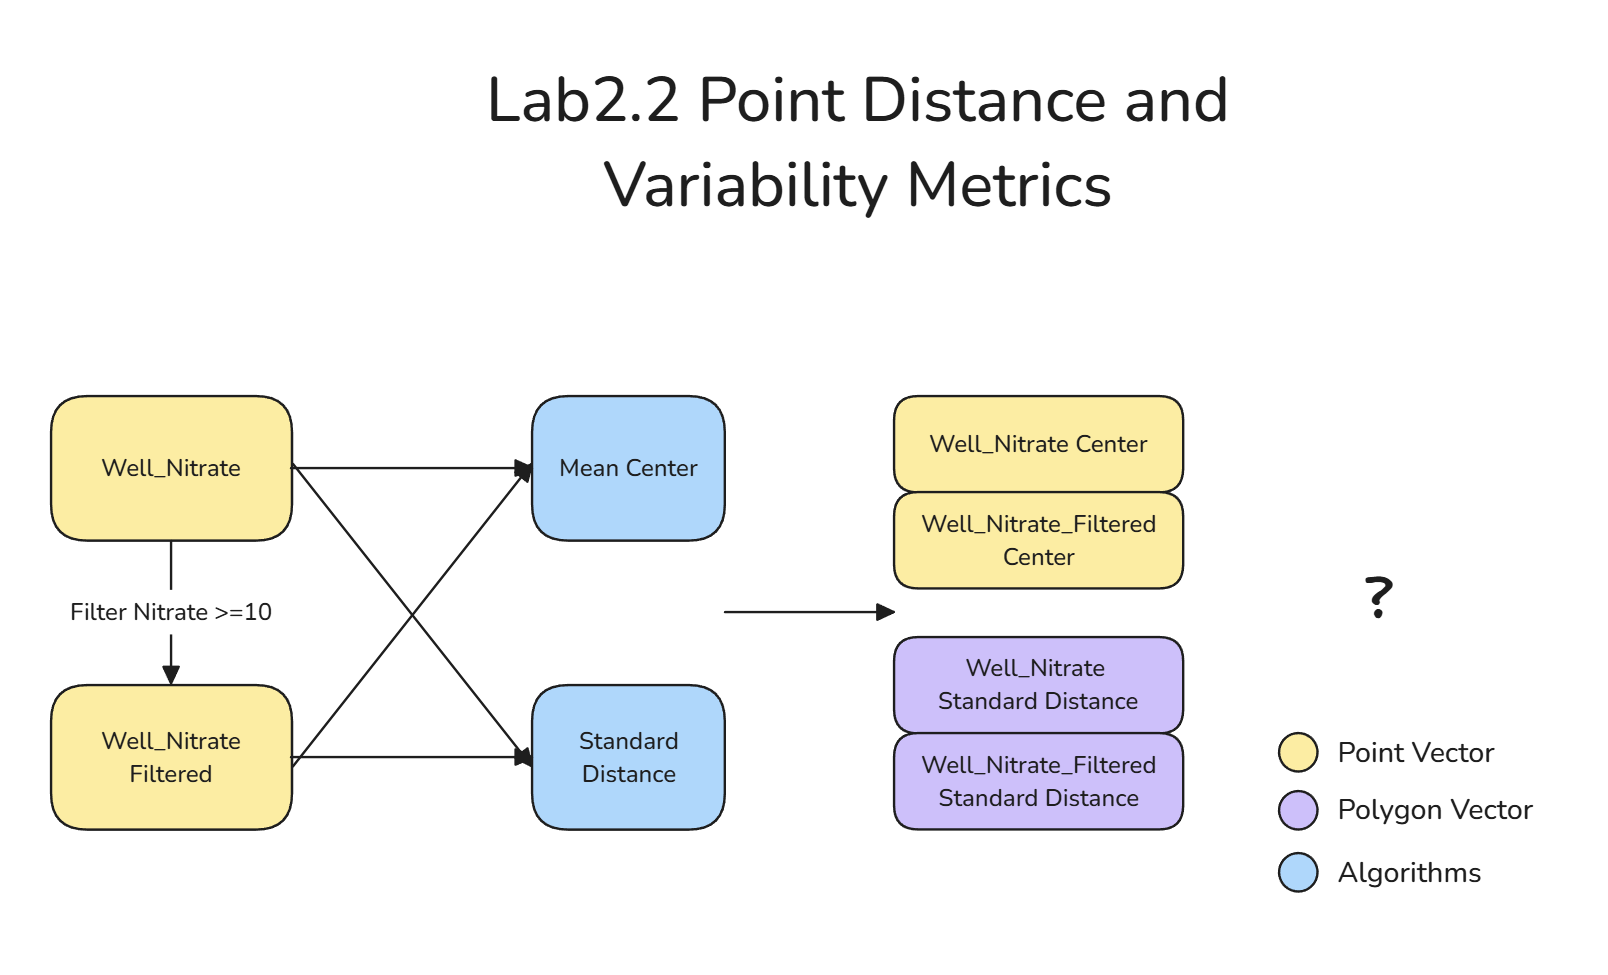 Lab2.2 Point Distance and
Variability Metrics
Well_Nitrate
Mean Center
Well_Nitrate Center
Well_Nitrate_Filtered
Center
Filter Nitrate >=10
?
Well_Nitrate
Filtered
Standard
Distance
Well_Nitrate
Standard Distance
Well_Nitrate_Filtered
Standard Distance
Point Vector
Polygon Vector
Algorithms